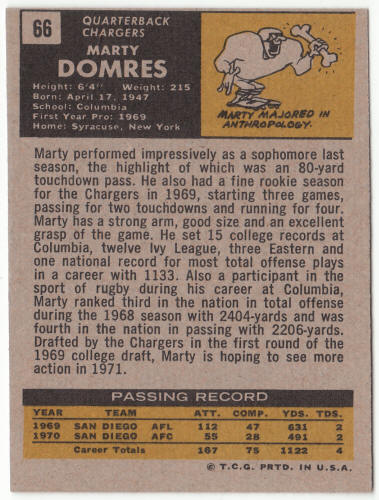 66
QUARTERBACK
CHARGERS
MARTY
DOMRES
Height: 6'4" Weight: 215
Born: April 17, 1947
School: Columbia
First Year Pro: 1969
Home: Syracuse, New York
MARTY MAJORED IN
ANTHROPOLOGY.
Marty performed impressively as a sophomore last
season, the highlight of which was an 80-yard
touchdown pass. He also had a fine rookie season
for the Chargers in 1969, starting three games,
passing for two touchdowns and running for four.
Marty has a strong arm, good size and an excellent
grasp of the game. He set 15 college records at
Columbia, twelve Ivy League, three Eastern and
one national record for most total offense plays
in a career with 1133. Also a participant in the
sport of rugby during his career at Columbia,
Marty ranked third in the nation in total offense
during the 1968 season with 2404-yards and was
fourth in the nation in passing with 2206-yards.
Drafted by the Chargers in the first round of the
1969 college draft, Marty is hoping to see more
action in 1971.
PASSING RECORD
YEAR TEAM ATT. COMP. YDS. TDS.
1969 SAN DIEGO AFL 112 47 631 2
1970 SAN DIEGO AFC 55 28 491 2
Career Totals 167 75 1122 4
© T.C.G. PRTD. IN U.S.A.